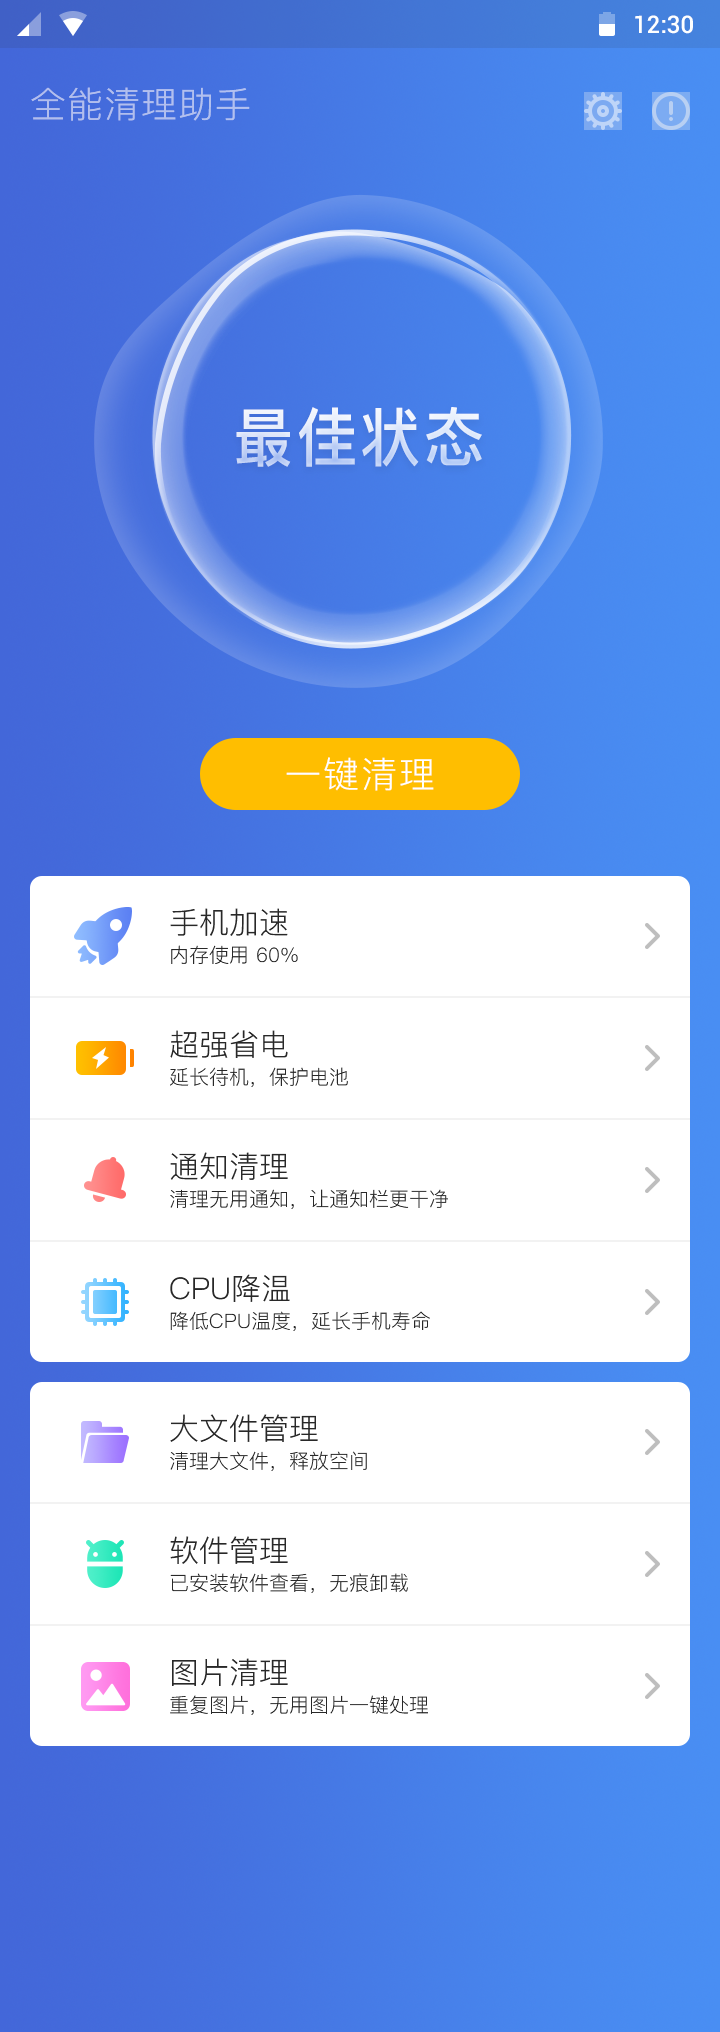 12:30
全能清理助手
最佳状态
一键清理
手机加速
内存使用 60%
超强省电
延长待机，保护电池
通知清理
清理无用通知，让通知栏更干净
CPU降温
降低CPU温度，延长手机寿命
大文件管理
清理大文件，释放空间
软件管理
已安装软件查看，无痕卸载
图片清理
重复图片，无用图片一键处理